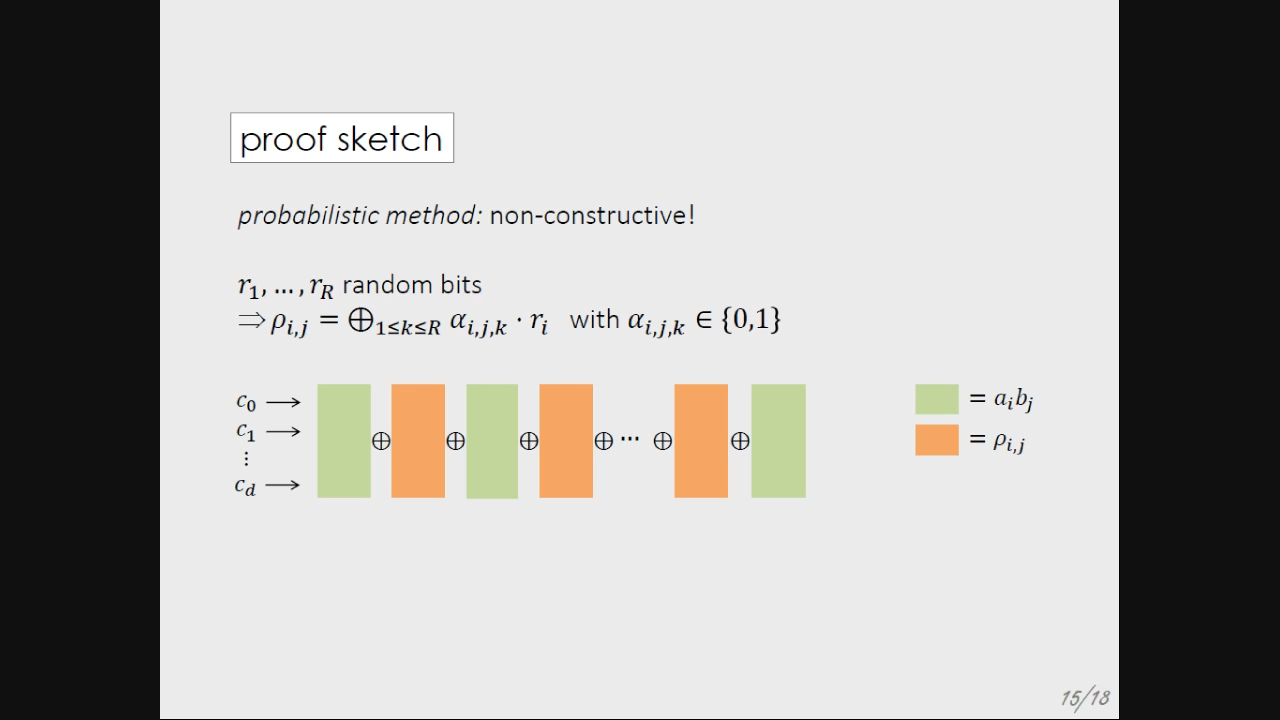 proof sketch
probabilistic method: non-constructive!
r₁, … , r_R random bits
⇒ ρ_{i,j} = ⊕_{1≤k≤R} α_{i,j,k} · r_i with α_{i,j,k} ∈ {0,1}
c₀ →
c₁ →
⋮
c_d →
⊕ ⊕ ⊕ ⊕ ⋯ ⊕ ⊕
= a_i b_j
= ρ_{i,j}
15/18